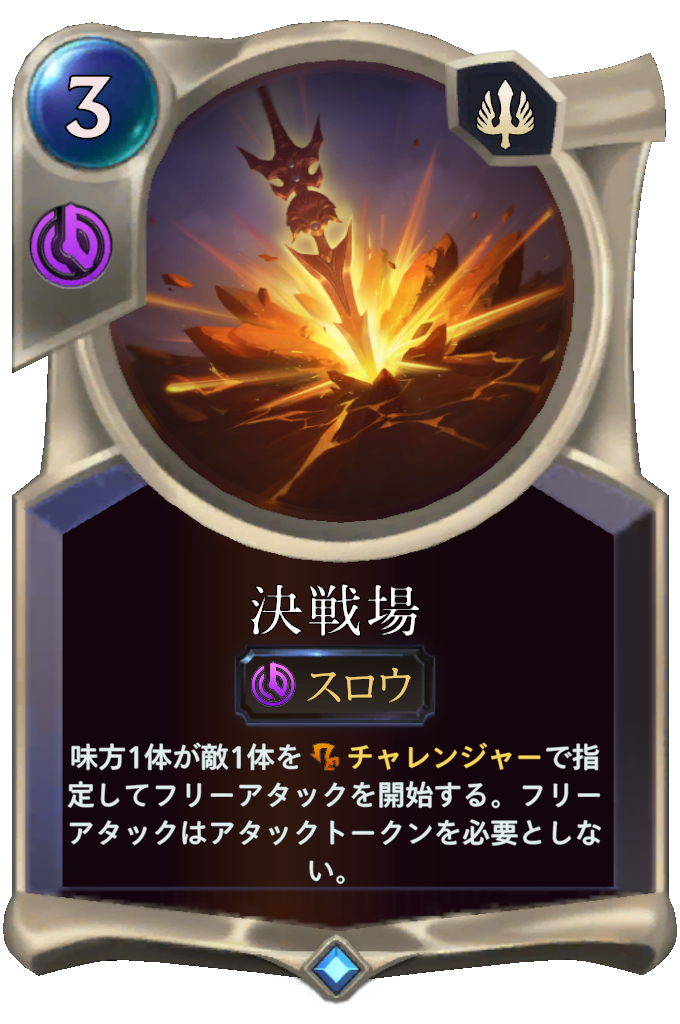 3
決戦場
スロウ
味方1体が敵1体を チャレンジャーで指
定してフリーアタックを開始する。フリー
アタックはアタックトークンを必要としな
い。